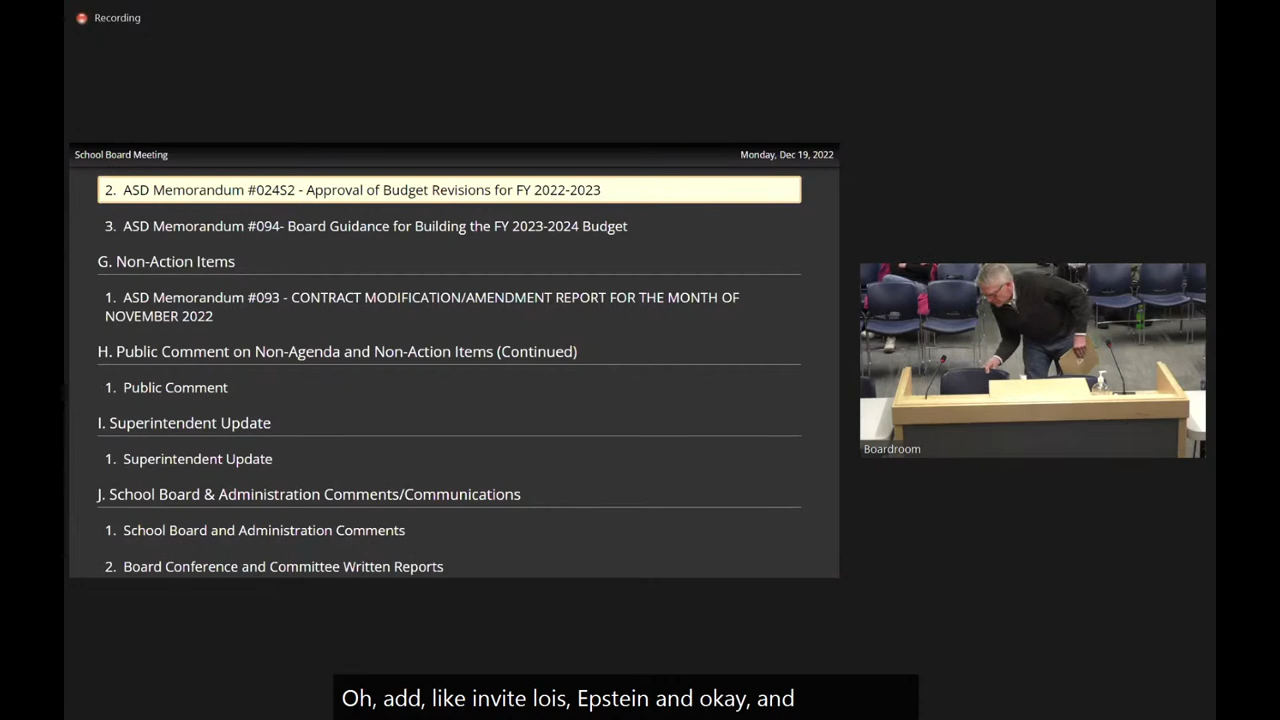 Recording
School Board Meeting
Monday, Dec 19, 2022
2. ASD Memorandum #024S2 - Approval of Budget Revisions for FY 2022-2023
3. ASD Memorandum #094- Board Guidance for Building the FY 2023-2024 Budget
G. Non-Action Items
1. ASD Memorandum #093 - CONTRACT MODIFICATION/AMENDMENT REPORT FOR THE MONTH OF
NOVEMBER 2022
H. Public Comment on Non-Agenda and Non-Action Items (Continued)
1. Public Comment
I. Superintendent Update
1. Superintendent Update
J. School Board & Administration Comments/Communications
1. School Board and Administration Comments
2. Board Conference and Committee Written Reports
Boardroom
Oh, add, like invite lois, Epstein and okay, and